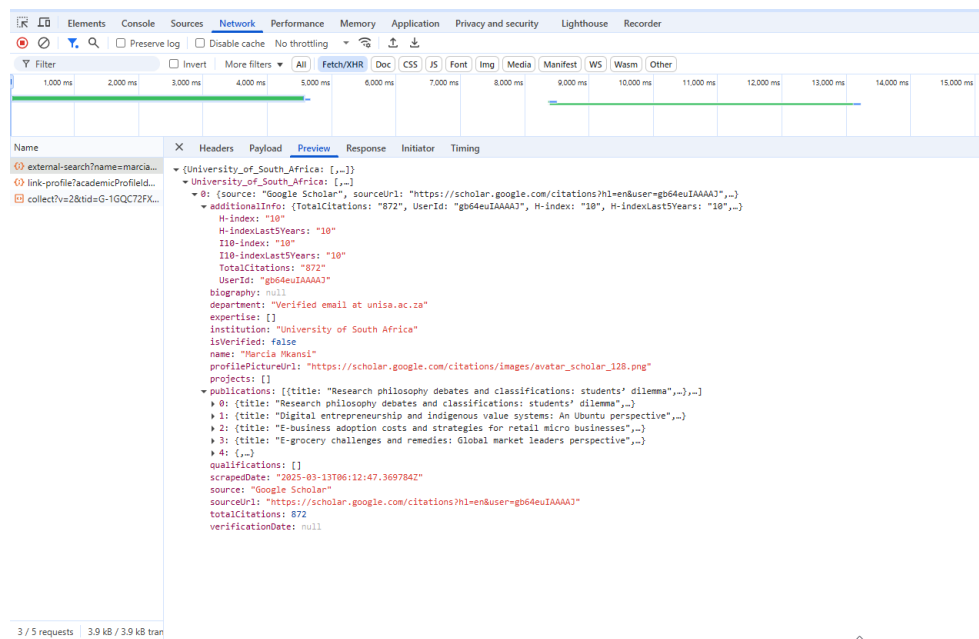 Elements Console Sources Network Performance Memory Application Privacy and security Lighthouse Recorder
Preserve log Disable cache No throttling
Filter Invert More filters All Fetch/XHR Doc CSS JS Font Img Media Manifest WS Wasm Other
1,000 ms 2,000 ms 3,000 ms 4,000 ms 5,000 ms 6,000 ms 7,000 ms 8,000 ms 9,000 ms 10,000 ms 11,000 ms 12,000 ms 13,000 ms 14,000 ms 15,000 ms
Name
external-search?name=marcia...
link-profile?academicProfileId...
collect?v=2&tid=G-1GQC72FX...
Headers Payload Preview Response Initiator Timing
{University_of_South_Africa: [,…]}
University_of_South_Africa: [,…]
0: {source: "Google Scholar", sourceUrl: "https://scholar.google.com/citations?hl=en&user=gb64euIAAAAJ",…}
additionalInfo: {TotalCitations: "872", UserId: "gb64euIAAAAJ", H-index: "10", H-indexLast5Years: "10",…}
H-index: "10"
H-indexLast5Years: "10"
I10-index: "10"
I10-indexLast5Years: "10"
TotalCitations: "872"
UserId: "gb64euIAAAAJ"
biography: null
department: "Verified email at unisa.ac.za"
expertise: []
institution: "University of South Africa"
isVerified: false
name: "Marcia Mkansi"
profilePictureUrl: "https://scholar.google.com/citations/images/avatar_scholar_128.png"
projects: []
publications: [{title: "Research philosophy debates and classifications: students’ dilemma",…},…]
0: {title: "Research philosophy debates and classifications: students’ dilemma",…}
1: {title: "Digital entrepreneurship and indigenous value systems: An Ubuntu perspective",…}
2: {title: "E-business adoption costs and strategies for retail micro businesses",…}
3: {title: "E-grocery challenges and remedies: Global market leaders perspective",…}
4: {,…}
qualifications: []
scrapedDate: "2025-03-13T06:12:47.369784Z"
source: "Google Scholar"
sourceUrl: "https://scholar.google.com/citations?hl=en&user=gb64euIAAAAJ"
totalCitations: 872
verificationDate: null
3 / 5 requests 3.9 kB / 3.9 kB tran